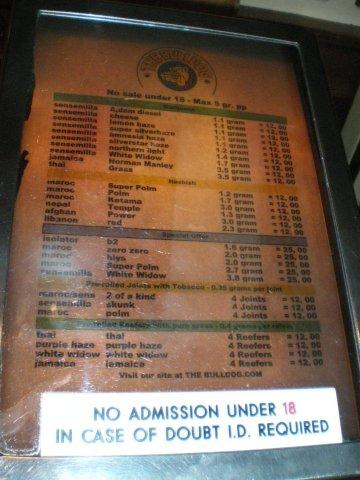 No sale under 18 - Max 5 gr. pp
sensemilla A,dam diesel 1.1 gram = 12, 00
sensemilla cheese 1.1 gram = 12, 00
sensemilla lemon haze 1.1 gram = 12, 00
sensemilla super silverhaze 1.1 gram = 12, 00
sensemilla amnesia haze 1.1 gram = 12, 00
sensemilla silverstar haze 1.2 gram = 12, 00
sensemilla northern light 1.4 gram = 12, 00
sensemilla White Widow 1.7 gram = 12, 00
jamaica Norman Manley 3.5 gram = 12, 00
thai Grass 3.5 gram = 12, 00
Hashish
maroc Super Polm 1.2 gram = 12, 00
maroc Polm 1.7 gram = 12, 00
maroc Ketama 3.0 gram = 12, 00
nepal Temple 1.3 gram = 12, 00
afghan Power 3.0 gram = 12, 00
libanon red 2.3 gram = 12, 00
Special Offer
isolator b2 1.6 gram = 25, 00
maroc zero zero 2.0 gram = 25, 00
maroc hiya 3.0 gram = 25, 00
maroc Super Polm 2.7 gram = 25, 00
sensemilla White Widow 3.8 gram = 25, 00
Pre-rolled Joints with Tobacco - 0.35 grams per joint
maroc/sens 2 of a kind 4 Joints = 12, 00
sensemilla skunk 4 Joints = 12, 00
maroc polm 4 Joints = 12, 00
thai thai 4 Reefers = 12, 00
purple haze purple haze 4 Reefers = 12, 00
white widow white widow 4 Reefers = 12, 00
jamaica jamaica 4 Reefers = 12, 00
Visit our site at THE BULLDOG.COM
NO ADMISSION UNDER 18
IN CASE OF DOUBT I.D. REQUIRED